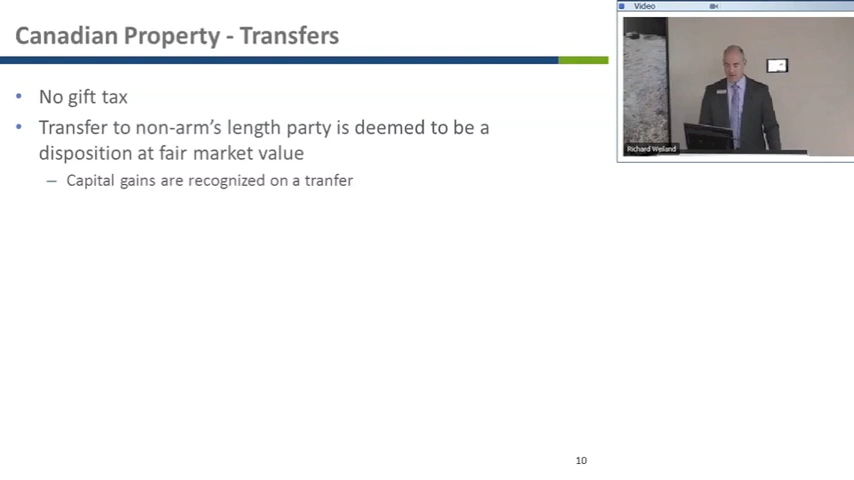 Canadian Property - Transfers
• No gift tax
• Transfer to non-arm's length party is deemed to be a
disposition at fair market value
– Capital gains are recognized on a tranfer
10
Video
Richard Weiland